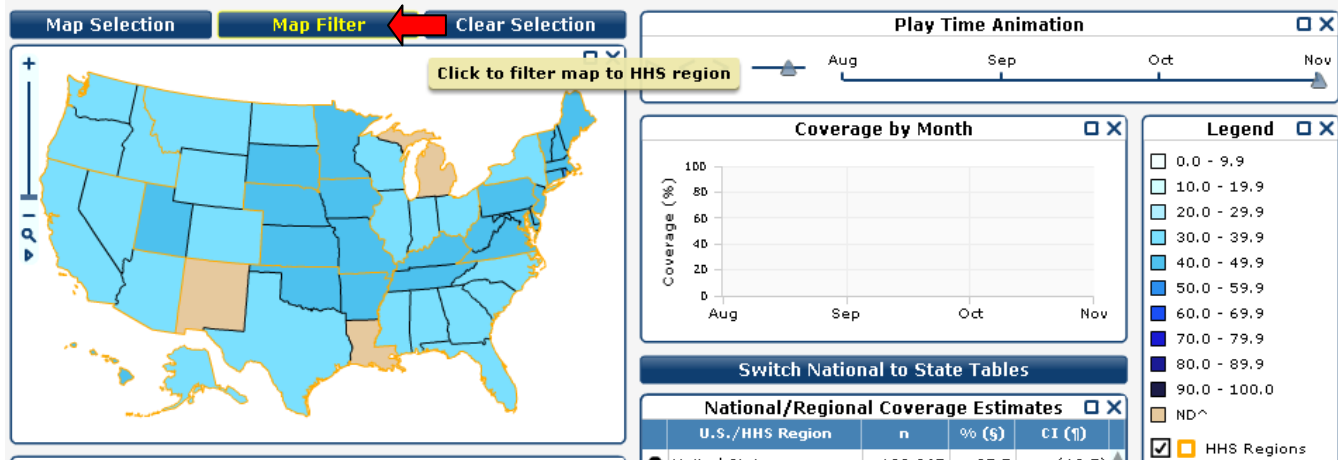 Map Selection
Map Filter
Clear Selection
Click to filter map to HHS region
Play Time Animation
Aug Sep Oct Nov
Coverage by Month
Coverage (%)
100
80
60
40
20
0
Aug Sep Oct Nov
Legend
0.0 - 9.9
10.0 - 19.9
20.0 - 29.9
30.0 - 39.9
40.0 - 49.9
50.0 - 59.9
60.0 - 69.9
70.0 - 79.9
80.0 - 89.9
90.0 - 100.0
ND^
HHS Regions
Switch National to State Tables
National/Regional Coverage Estimates
U.S./HHS Region n % (§) CI (¶)